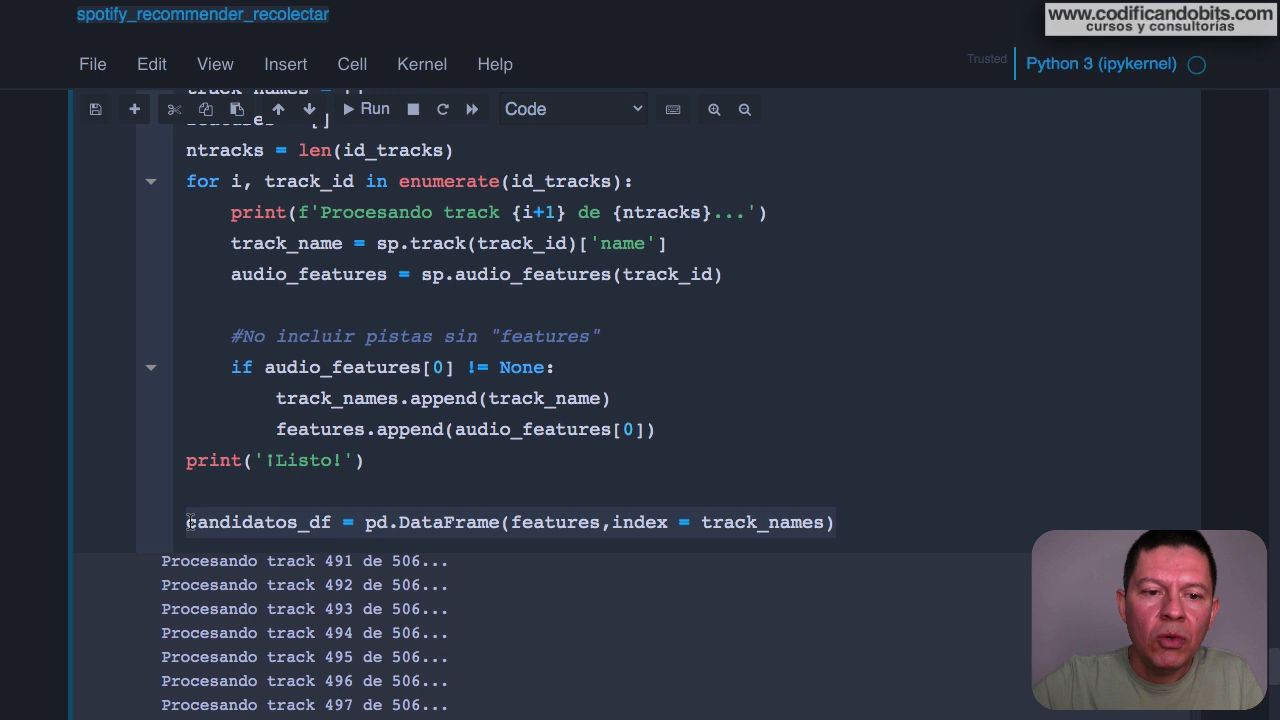 spotify_recommender_recolectar
www.codificandobits.com
cursos y consultorias
File Edit View Insert Cell Kernel Help
Trusted
Python 3 (ipykernel)
track_names = []
Run
Code
features = []
ntracks = len(id_tracks)
for i, track_id in enumerate(id_tracks):
print(f'Procesando track {i+1} de {ntracks}...')
track_name = sp.track(track_id)['name']
audio_features = sp.audio_features(track_id)
#No incluir pistas sin "features"
if audio_features[0] != None:
track_names.append(track_name)
features.append(audio_features[0])
print('¡Listo!')
candidatos_df = pd.DataFrame(features,index = track_names)
Procesando track 491 de 506...
Procesando track 492 de 506...
Procesando track 493 de 506...
Procesando track 494 de 506...
Procesando track 495 de 506...
Procesando track 496 de 506...
Procesando track 497 de 506...